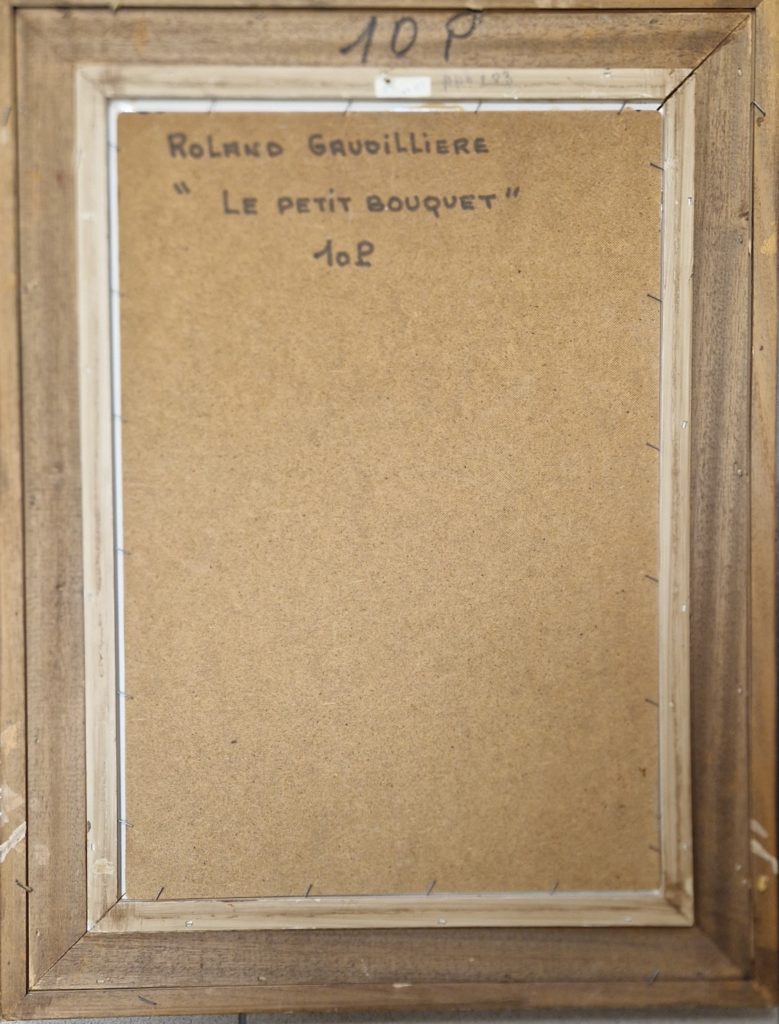 10 P
ROLAND GAUDILLIERE
" LE PETIT BOUQUET "
10P